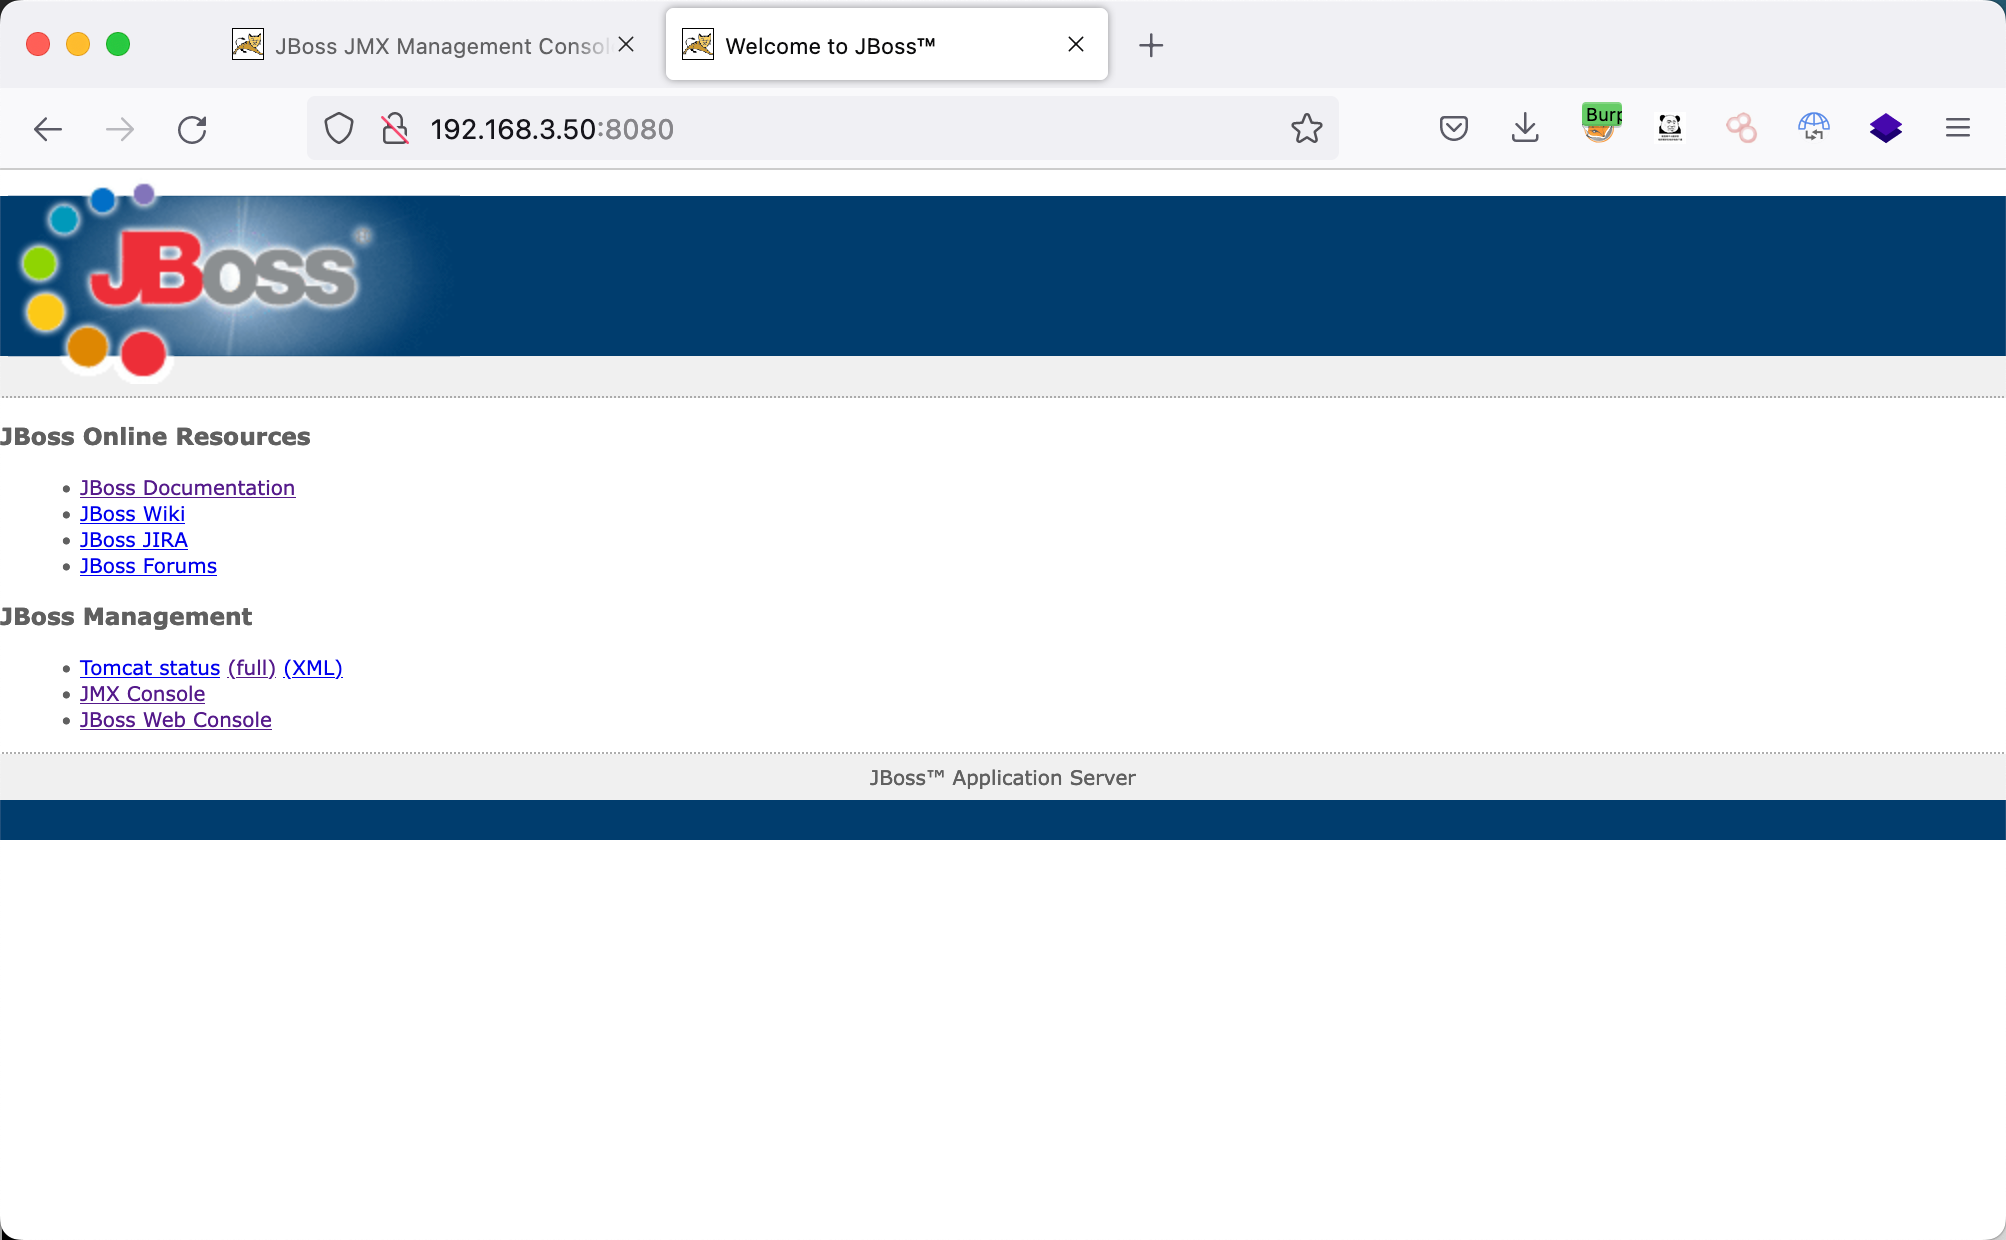 JBoss JMX Management Consol
Welcome to JBoss™
192.168.3.50:8080
Burp
JBoss
JBoss Online Resources
JBoss Documentation
JBoss Wiki
JBoss JIRA
JBoss Forums
JBoss Management
Tomcat status (full) (XML)
JMX Console
JBoss Web Console
JBoss™ Application Server